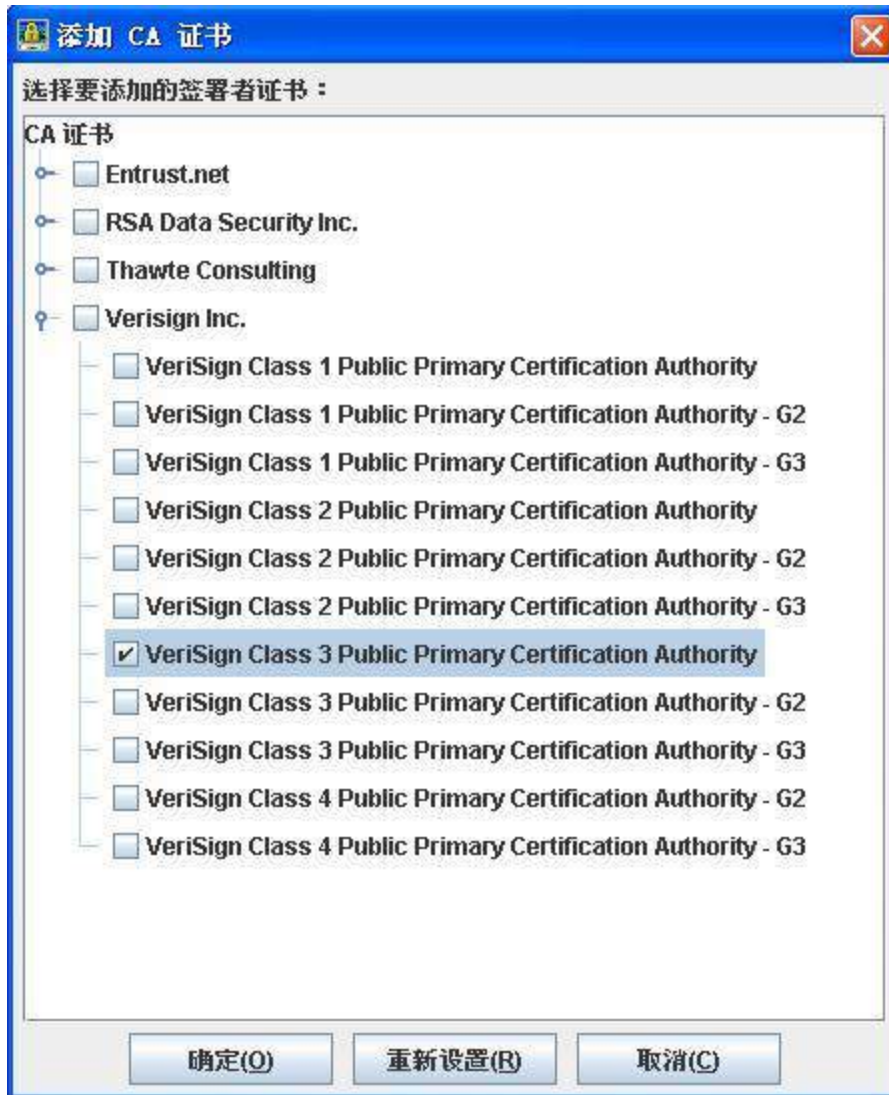 添加 CA 证书
选择要添加的签署者证书：
CA 证书
Entrust.net
RSA Data Security Inc.
Thawte Consulting
Verisign Inc.
VeriSign Class 1 Public Primary Certification Authority
VeriSign Class 1 Public Primary Certification Authority - G2
VeriSign Class 1 Public Primary Certification Authority - G3
VeriSign Class 2 Public Primary Certification Authority
VeriSign Class 2 Public Primary Certification Authority - G2
VeriSign Class 2 Public Primary Certification Authority - G3
VeriSign Class 3 Public Primary Certification Authority
VeriSign Class 3 Public Primary Certification Authority - G2
VeriSign Class 3 Public Primary Certification Authority - G3
VeriSign Class 4 Public Primary Certification Authority - G2
VeriSign Class 4 Public Primary Certification Authority - G3
确定(O) 重新设置(R) 取消(C)